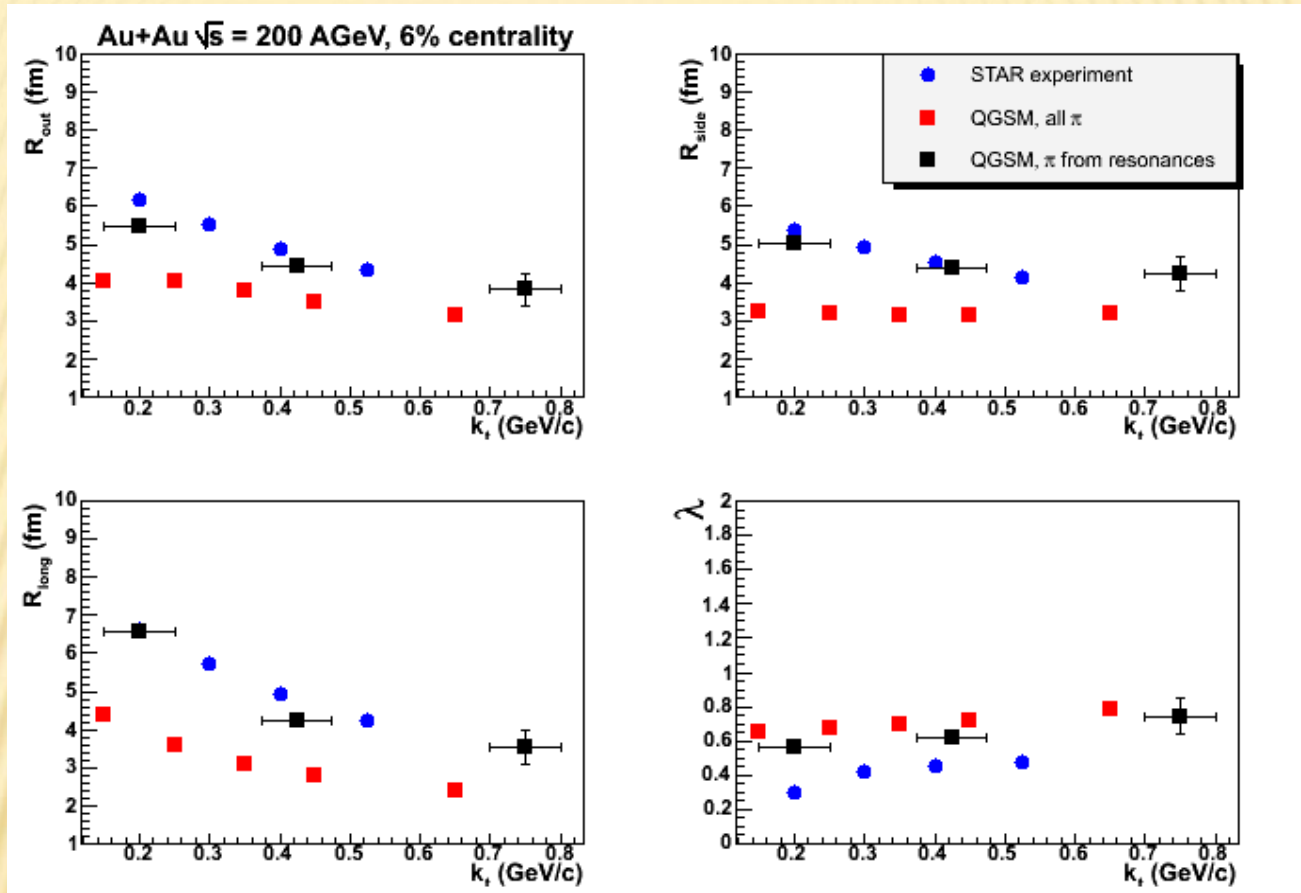 Au+Au √s = 200 AGeV, 6% centrality
R_out (fm)
10
9
8
7
6
5
4
3
2
1
0.2 0.3 0.4 0.5 0.6 0.7 0.8
k_t (GeV/c)
R_side (fm)
10
9
8
7
6
5
4
3
2
1
0.2 0.3 0.4 0.5 0.6 0.7 0.8
k_t (GeV/c)
STAR experiment
QGSM, all π
QGSM, π from resonances
R_long (fm)
10
9
8
7
6
5
4
3
2
1
0.2 0.3 0.4 0.5 0.6 0.7 0.8
k_t (GeV/c)
λ
2
1.8
1.6
1.4
1.2
1
0.8
0.6
0.4
0.2
0
0.2 0.3 0.4 0.5 0.6 0.7 0.8
k_t (GeV/c)